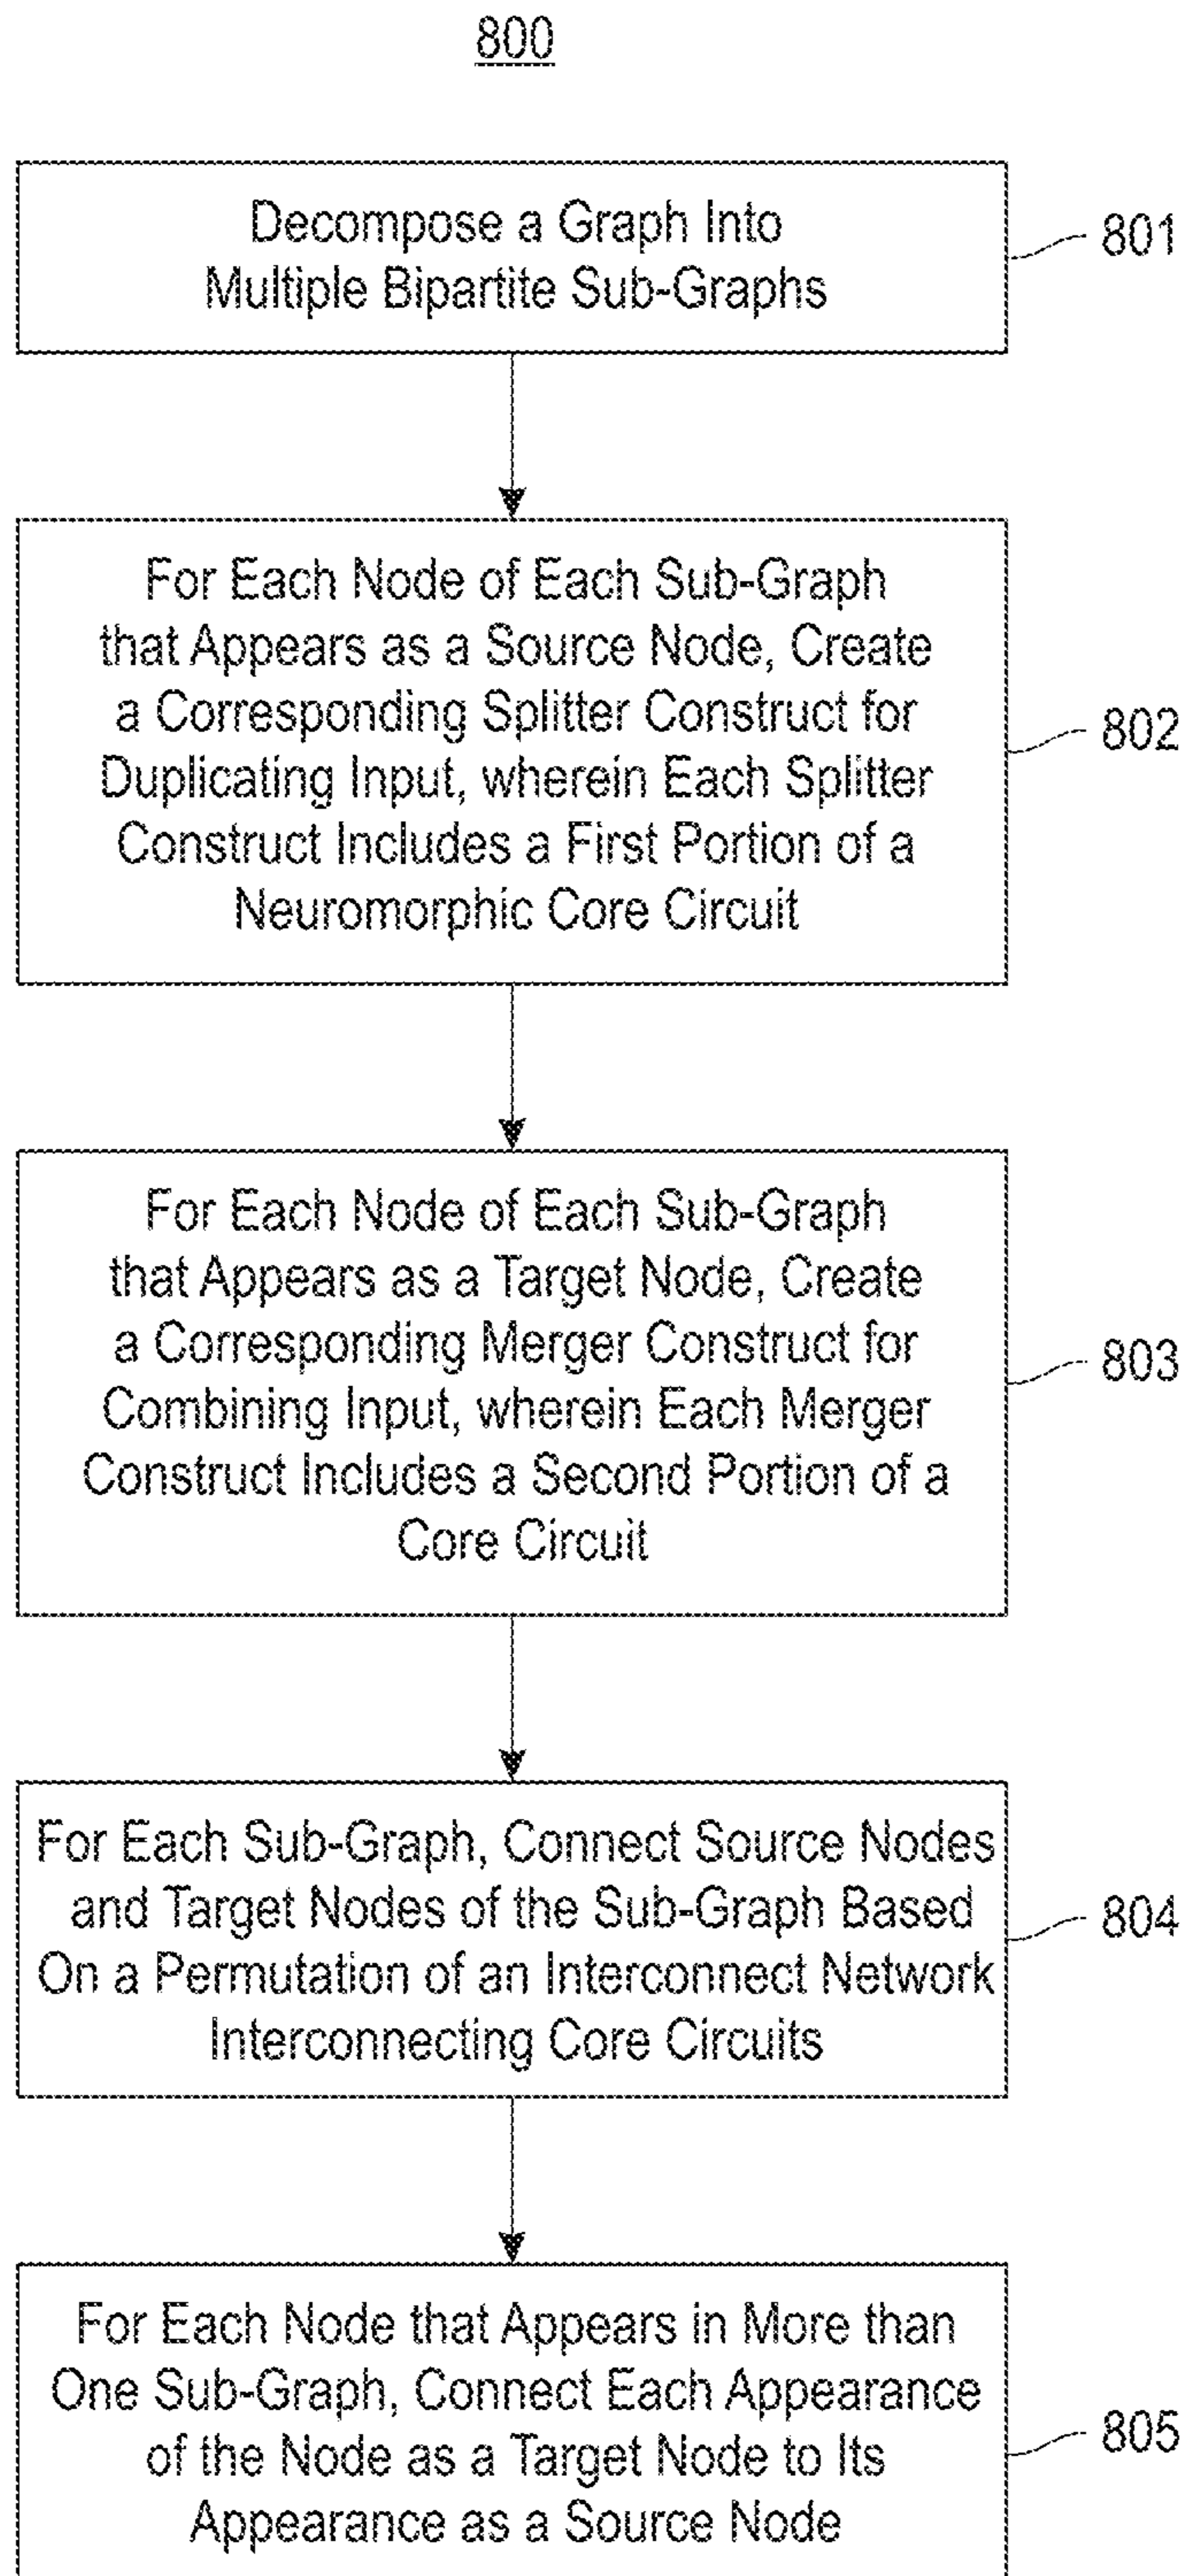 800
Decompose a Graph Into
Multiple Bipartite Sub-Graphs
801
For Each Node of Each Sub-Graph
that Appears as a Source Node, Create
a Corresponding Splitter Construct for
Duplicating Input, wherein Each Splitter
Construct Includes a First Portion of a
Neuromorphic Core Circuit
802
For Each Node of Each Sub-Graph
that Appears as a Target Node, Create
a Corresponding Merger Construct for
Combining Input, wherein Each Merger
Construct Includes a Second Portion of a
Core Circuit
803
For Each Sub-Graph, Connect Source Nodes
and Target Nodes of the Sub-Graph Based
On a Permutation of an Interconnect Network
Interconnecting Core Circuits
804
For Each Node that Appears in More than
One Sub-Graph, Connect Each Appearance
of the Node as a Target Node to Its
Appearance as a Source Node
805